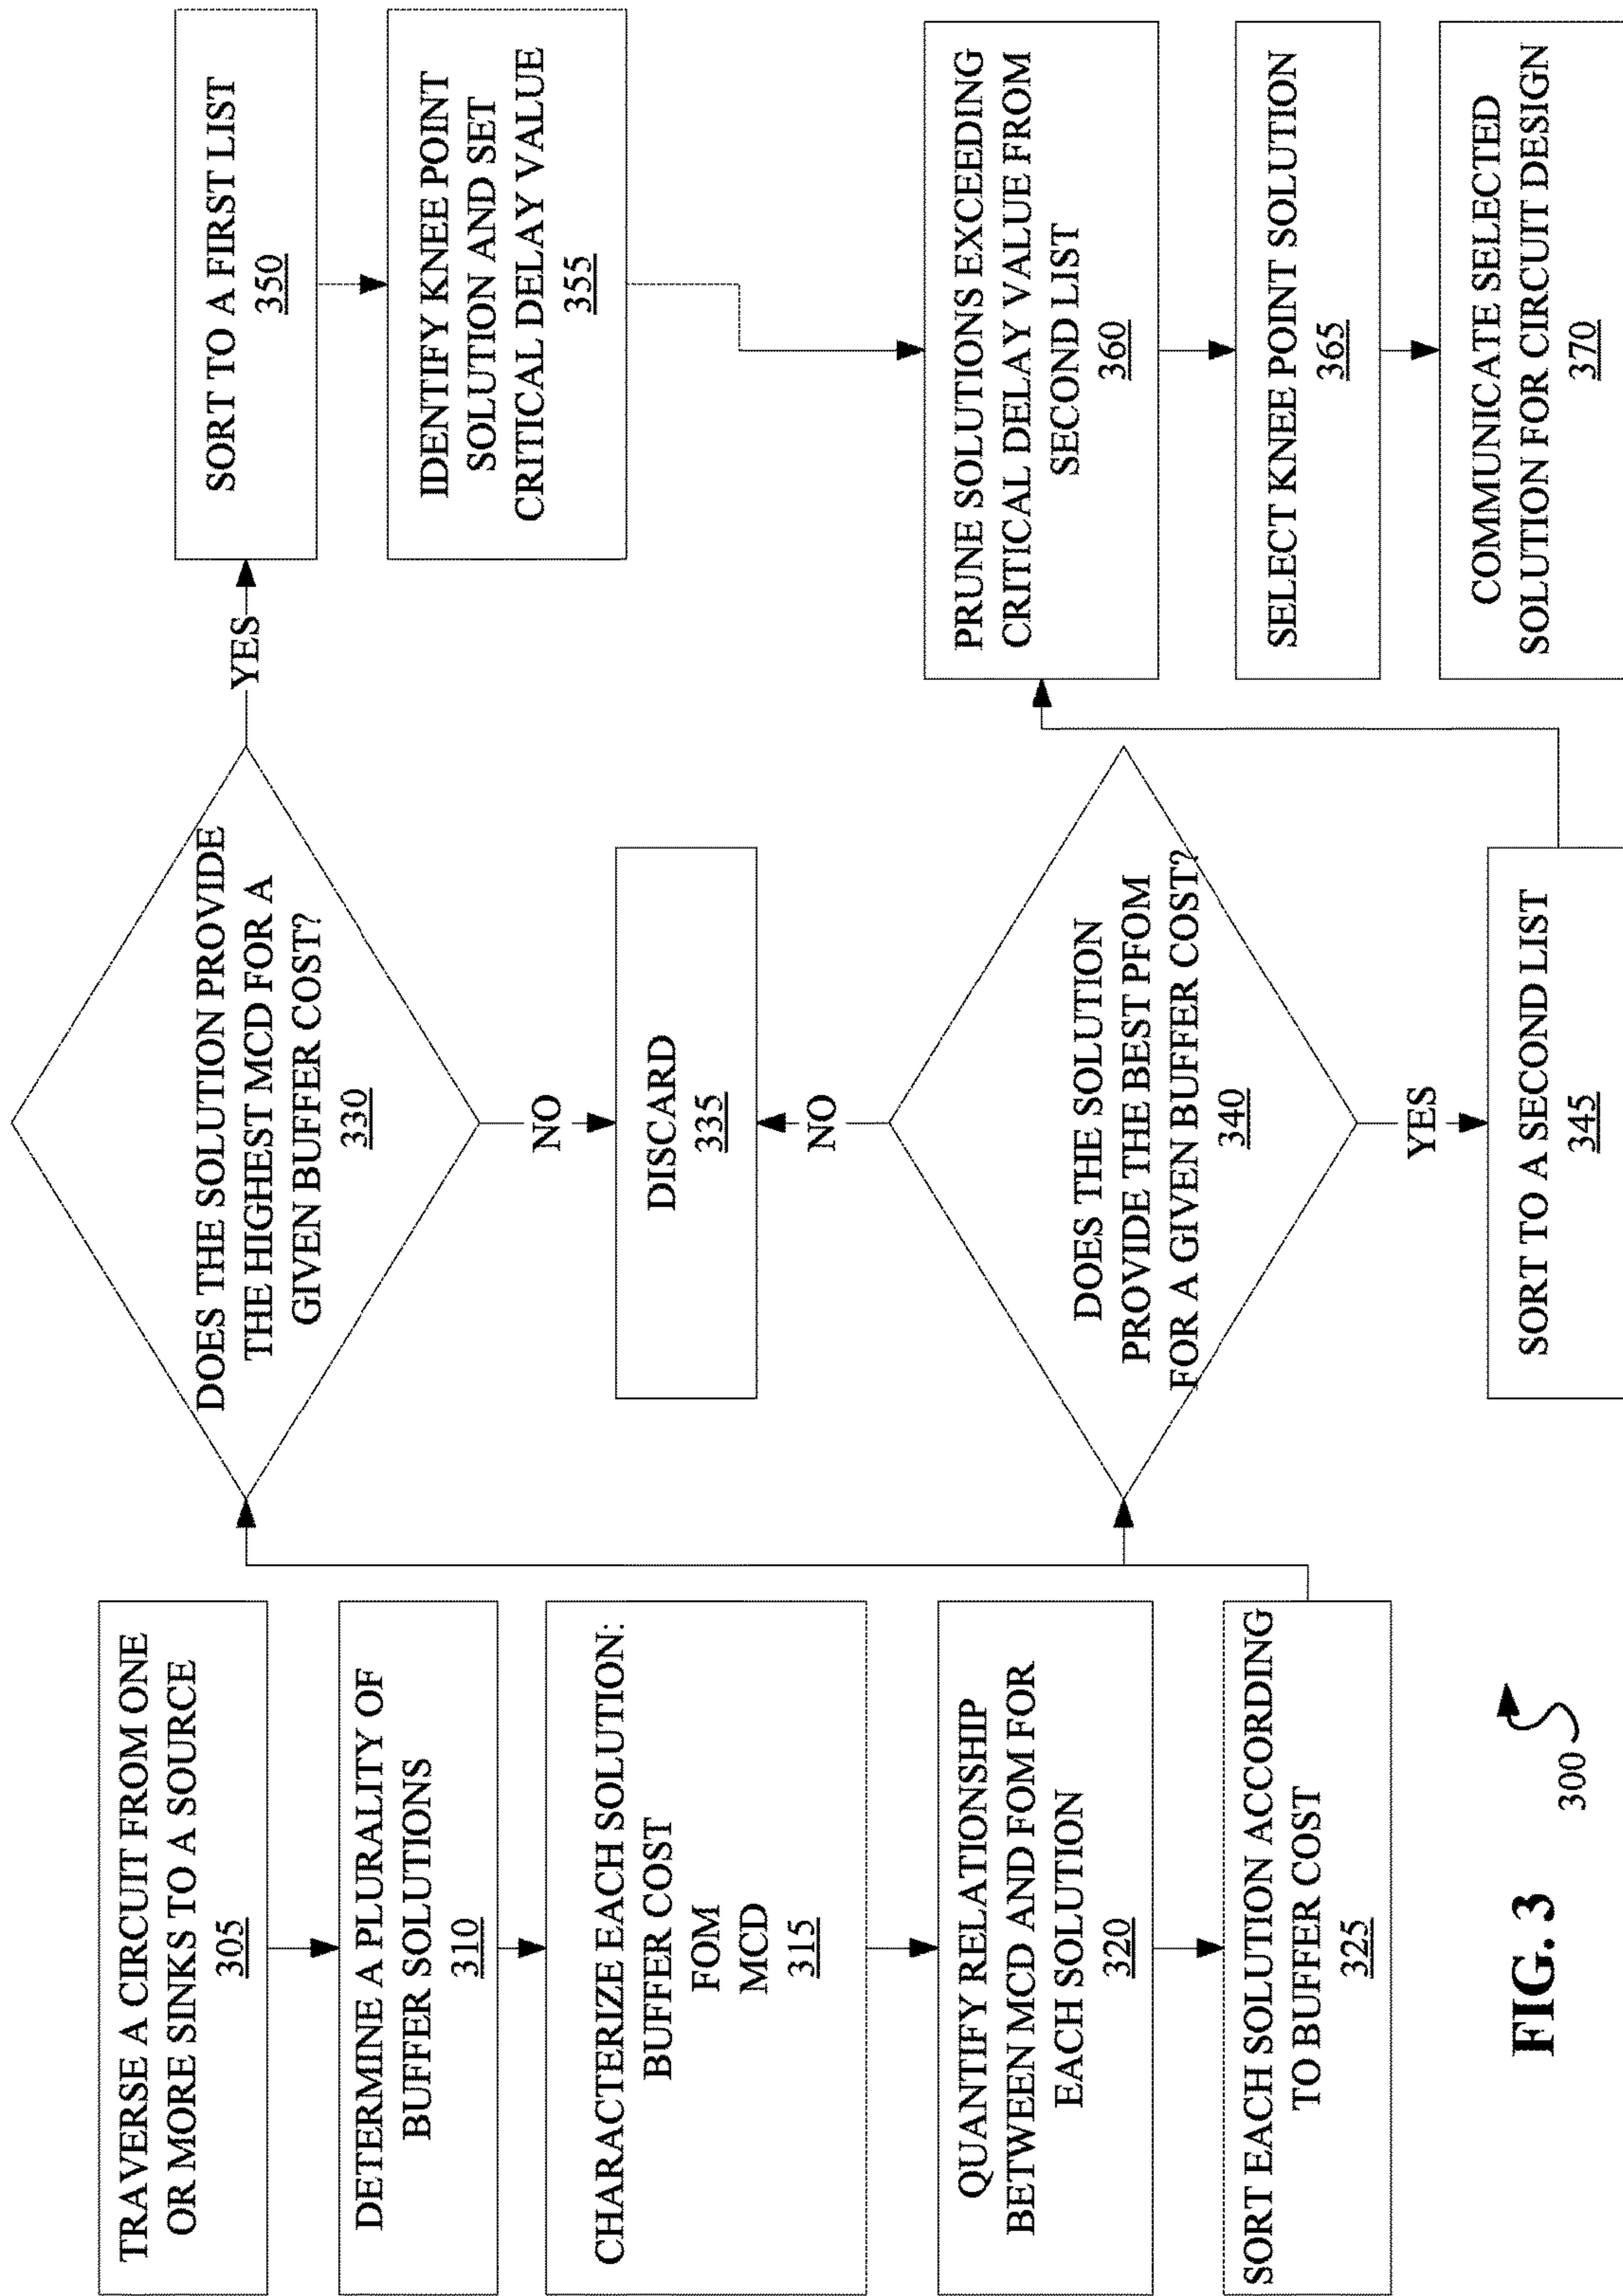 TRAVERSE A CIRCUIT FROM ONE
OR MORE SINKS TO A SOURCE
305
DETERMINE A PLURALITY OF
BUFFER SOLUTIONS
310
CHARACTERIZE EACH SOLUTION:
BUFFER COST
FOM
MCD
315
QUANTIFY RELATIONSHIP
BETWEEN MCD AND FOM FOR
EACH SOLUTION
320
SORT EACH SOLUTION ACCORDING
TO BUFFER COST
325
DOES THE SOLUTION PROVIDE
THE HIGHEST MCD FOR A
GIVEN BUFFER COST?
330
NO
DISCARD
335
NO
DOES THE SOLUTION
PROVIDE THE BEST PFOM
FOR A GIVEN BUFFER COST?
340
YES
SORT TO A SECOND LIST
345
YES
SORT TO A FIRST LIST
350
IDENTIFY KNEE POINT
SOLUTION AND SET
CRITICAL DELAY VALUE
355
PRUNE SOLUTIONS EXCEEDING
CRITICAL DELAY VALUE FROM
SECOND LIST
360
SELECT KNEE POINT SOLUTION
365
COMMUNICATE SELECTED
SOLUTION FOR CIRCUIT DESIGN
370
FIG. 3
300